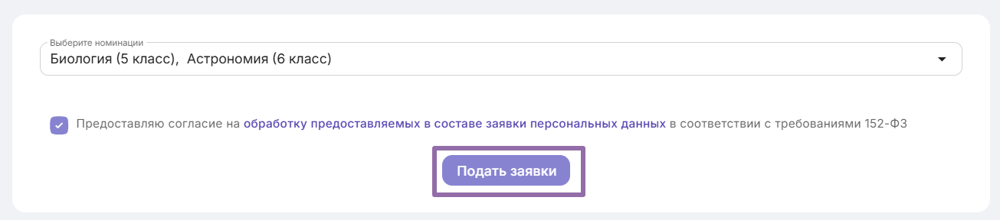 Выберите номинации
Биология (5 класс), Астрономия (6 класс)
Предоставляю согласие на обработку предоставляемых в составе заявки персональных данных в соответствии с требованиями 152-ФЗ
Подать заявки